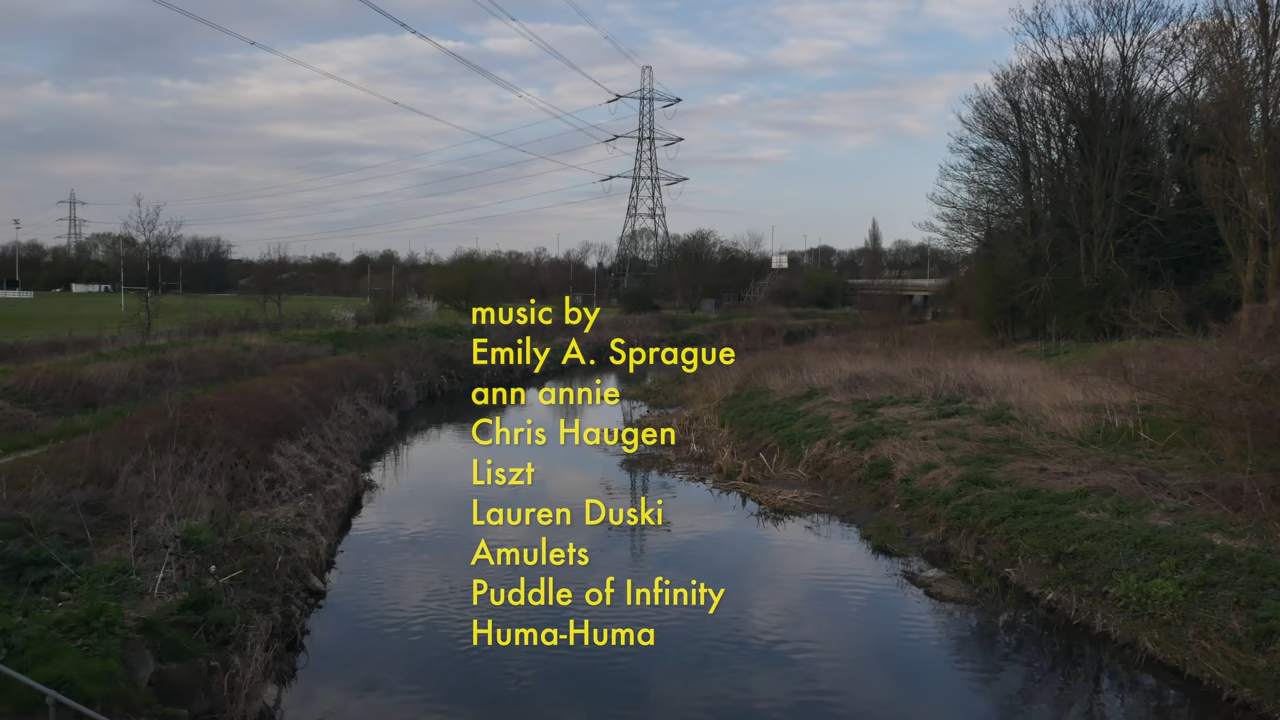 music by
Emily A. Sprague
ann annie
Chris Haugen
Liszt
Lauren Duski
Amulets
Puddle of Infinity
Huma-Huma